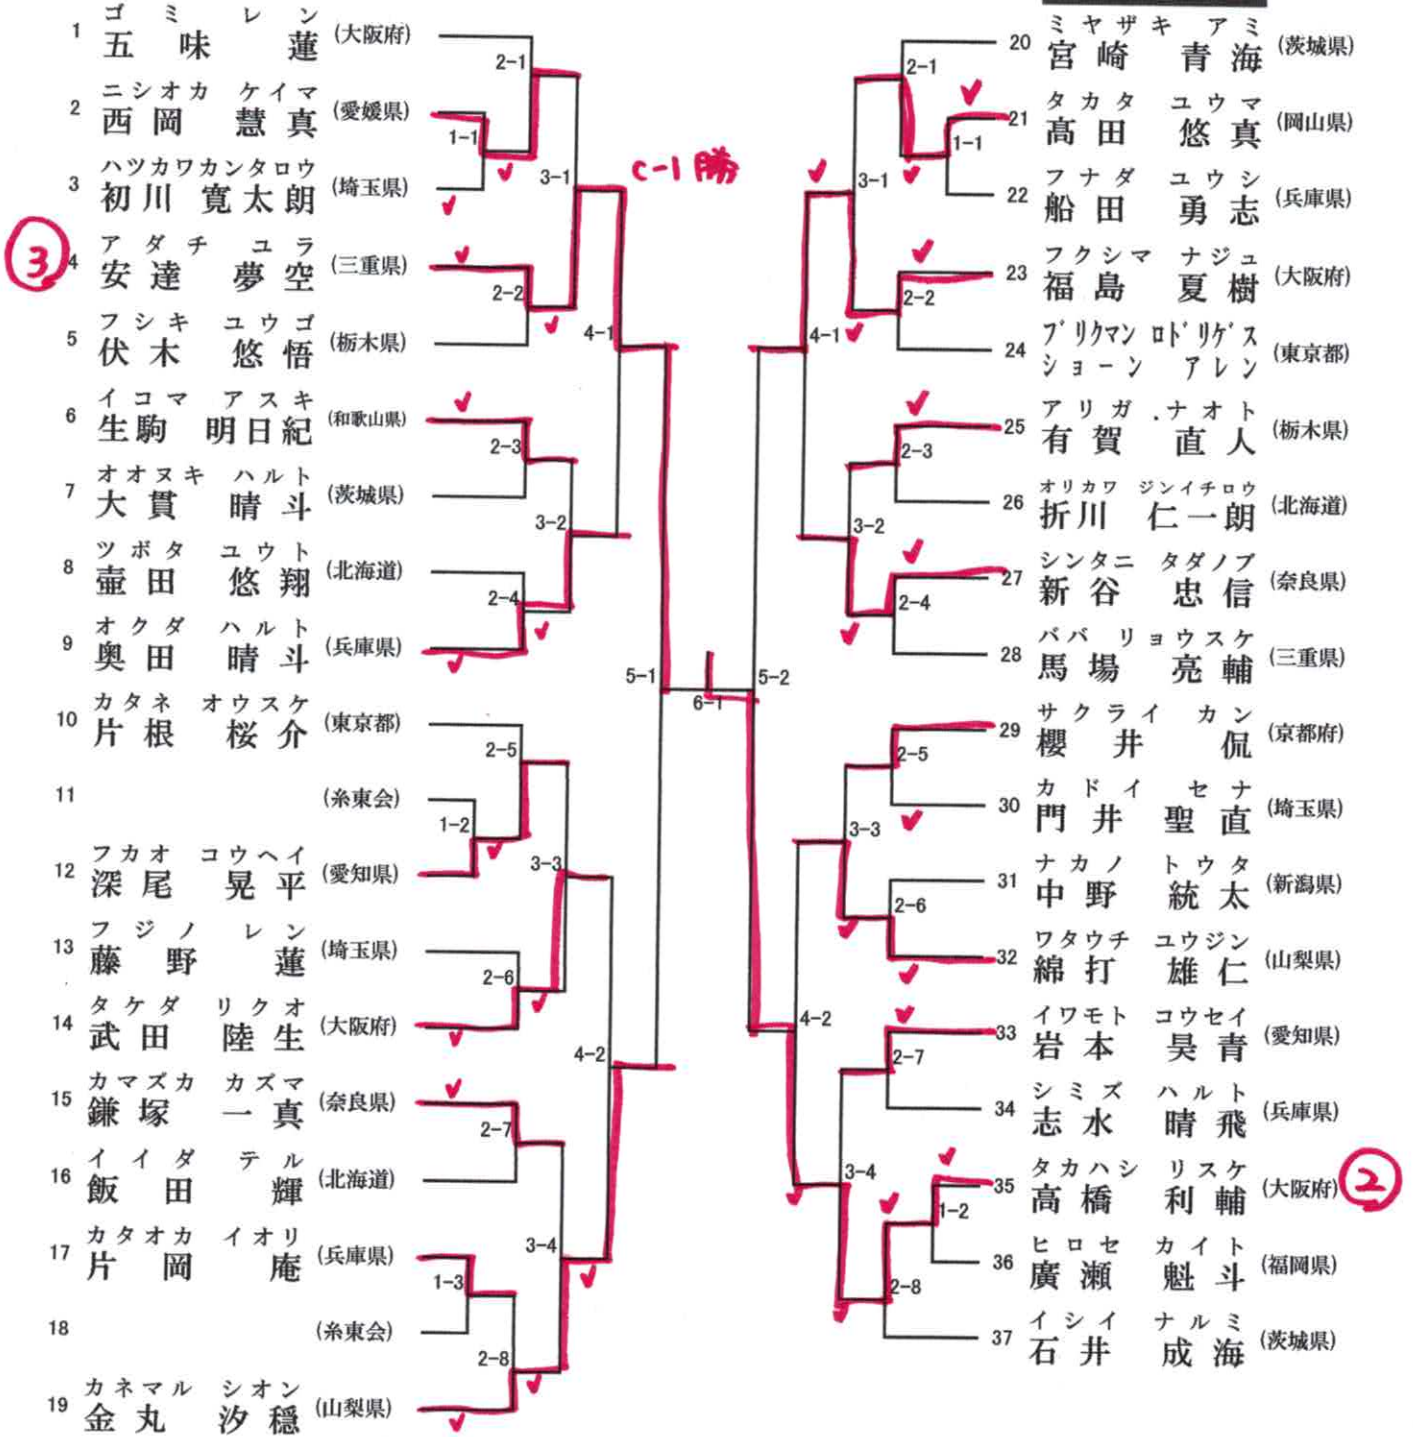 ゴミ レン
1 五味 蓮 (大阪府)
ニシオカ ケイマ
2 西岡 慧真 (愛媛県)
ハツカワカンタロウ
3 初川 寛太朗 (埼玉県)
アダチ ユラ
4 安達 夢空 (三重県)
③
フシキ ユウゴ
5 伏木 悠悟 (栃木県)
イコマ アスキ
6 生駒 明日紀 (和歌山県)
オオヌキ ハルト
7 大貫 晴斗 (茨城県)
ツボタ ユウト
8 壷田 悠翔 (北海道)
オクダ ハルト
9 奥田 晴斗 (兵庫県)
カタネ オウスケ
10 片根 桜介 (東京都)
11 (糸東会)
フカオ コウヘイ
12 深尾 晃平 (愛知県)
フジノ レン
13 藤野 蓮 (埼玉県)
タケダ リクオ
14 武田 陸生 (大阪府)
カマズカ カズマ
15 鎌塚 一真 (奈良県)
イイダ テル
16 飯田 輝 (北海道)
カタオカ イオリ
17 片岡 庵 (兵庫県)
18 (糸東会)
カネマル シオン
19 金丸 汐穏 (山梨県)
2-1
1-1
3-1
2-2
4-1
2-3
3-2
2-4
5-1
2-5
1-2
3-3
2-6
4-2
2-7
3-4
1-3
2-8
C-1 勝
6-1
5-2
2-1
1-1
3-1
2-2
4-1
2-3
3-2
2-4
2-5
3-3
2-6
4-2
2-7
3-4
1-2
2-8
ミヤザキ アミ
20 宮崎 青海 (茨城県)
タカタ ユウマ
21 髙田 悠真 (岡山県)
フナダ ユウシ
22 船田 勇志 (兵庫県)
フクシマ ナジュ
23 福島 夏樹 (大阪府)
ブリクマン ロドリゲス
24 ショーン アレン (東京都)
アリガ .ナオト
25 有賀 直人 (栃木県)
オリカワ ジンイチロウ
26 折川 仁一朗 (北海道)
シンタニ タダノブ
27 新谷 忠信 (奈良県)
ババ リョウスケ
28 馬場 亮輔 (三重県)
サクライ カン
29 櫻井 侃 (京都府)
カドイ セナ
30 門井 聖直 (埼玉県)
ナカノ トウタ
31 中野 統太 (新潟県)
ワタウチ ユウジン
32 綿打 雄仁 (山梨県)
イワモト コウセイ
33 岩本 昊青 (愛知県)
シミズ ハルト
34 志水 晴飛 (兵庫県)
タカハシ リスケ
35 高橋 利輔 (大阪府)
②
ヒロセ カイト
36 廣瀬 魁斗 (福岡県)
イシイ ナルミ
37 石井 成海 (茨城県)